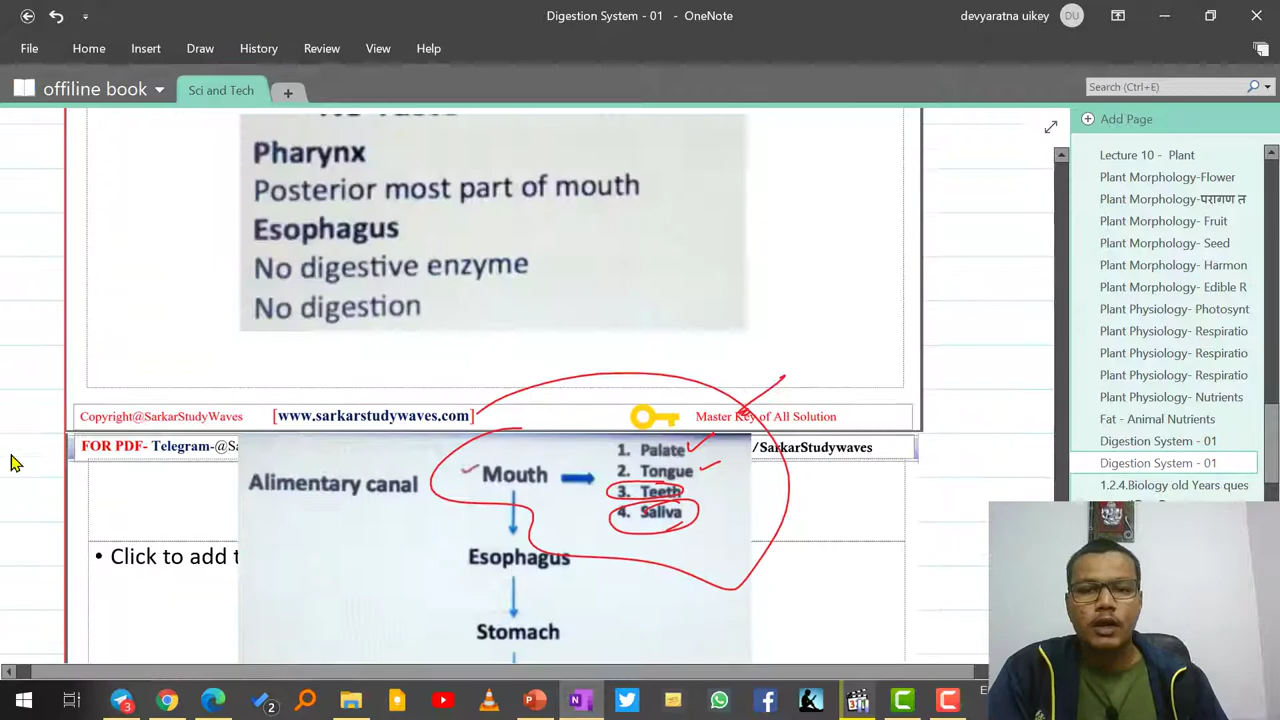 Digestion System - 01 - OneNote
devyaratna uikey
DU
File Home Insert Draw History Review View Help
offiline book
Sci and Tech
+
Search (Ctrl+E)
Add Page
Pharynx
Posterior most part of mouth
Esophagus
No digestive enzyme
No digestion
Copyright@SarkarStudyWaves [www.sarkarstudywaves.com] Master Key of All Solution
FOR PDF- Telegram-@Sa
/SarkarStudywaves
Alimentary canal
Mouth
1. Palate
2. Tongue
3. Teeth
4. Saliva
• Click to add t
Esophagus
Stomach
Lecture 10 - Plant
Plant Morphology-Flower
Plant Morphology-परागण त
Plant Morphology- Fruit
Plant Morphology- Seed
Plant Morphology- Harmon
Plant Morphology- Edible R
Plant Physiology- Photosynt
Plant Physiology- Respiratio
Plant Physiology- Respiratio
Plant Physiology- Respiratio
Plant Physiology- Nutrients
Fat - Animal Nutrients
Digestion System - 01
Digestion System - 01
1.2.4.Biology old Years ques
3
2
E